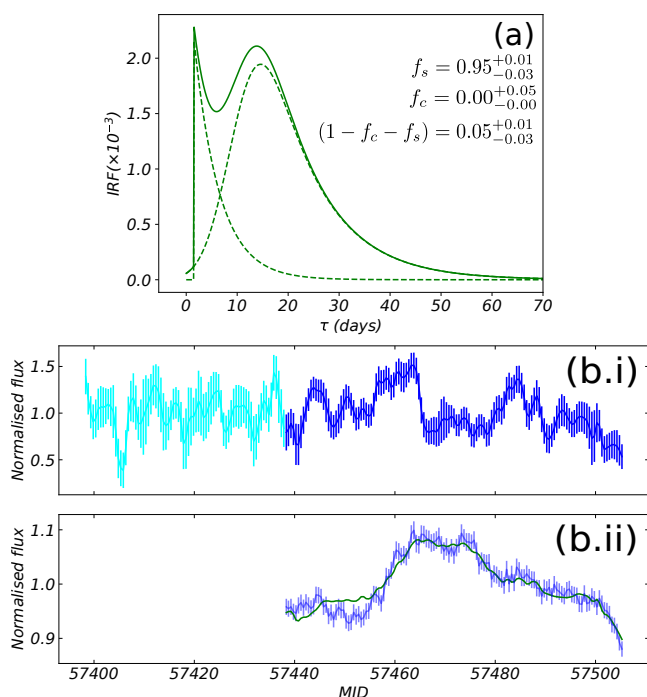 (a)
f_s = 0.95^{+0.01}_{-0.03}
f_c = 0.00^{+0.05}_{-0.00}
(1 − f_c − f_s) = 0.05^{+0.01}_{-0.03}
IRF(×10^{-3})
2.0
1.5
1.0
0.5
0.0
0 10 20 30 40 50 60 70
τ (days)
(b.i)
Normalised flux
1.5
1.0
0.5
(b.ii)
Normalised flux
1.1
1.0
0.9
57400 57420 57440 57460 57480 57500
MJD